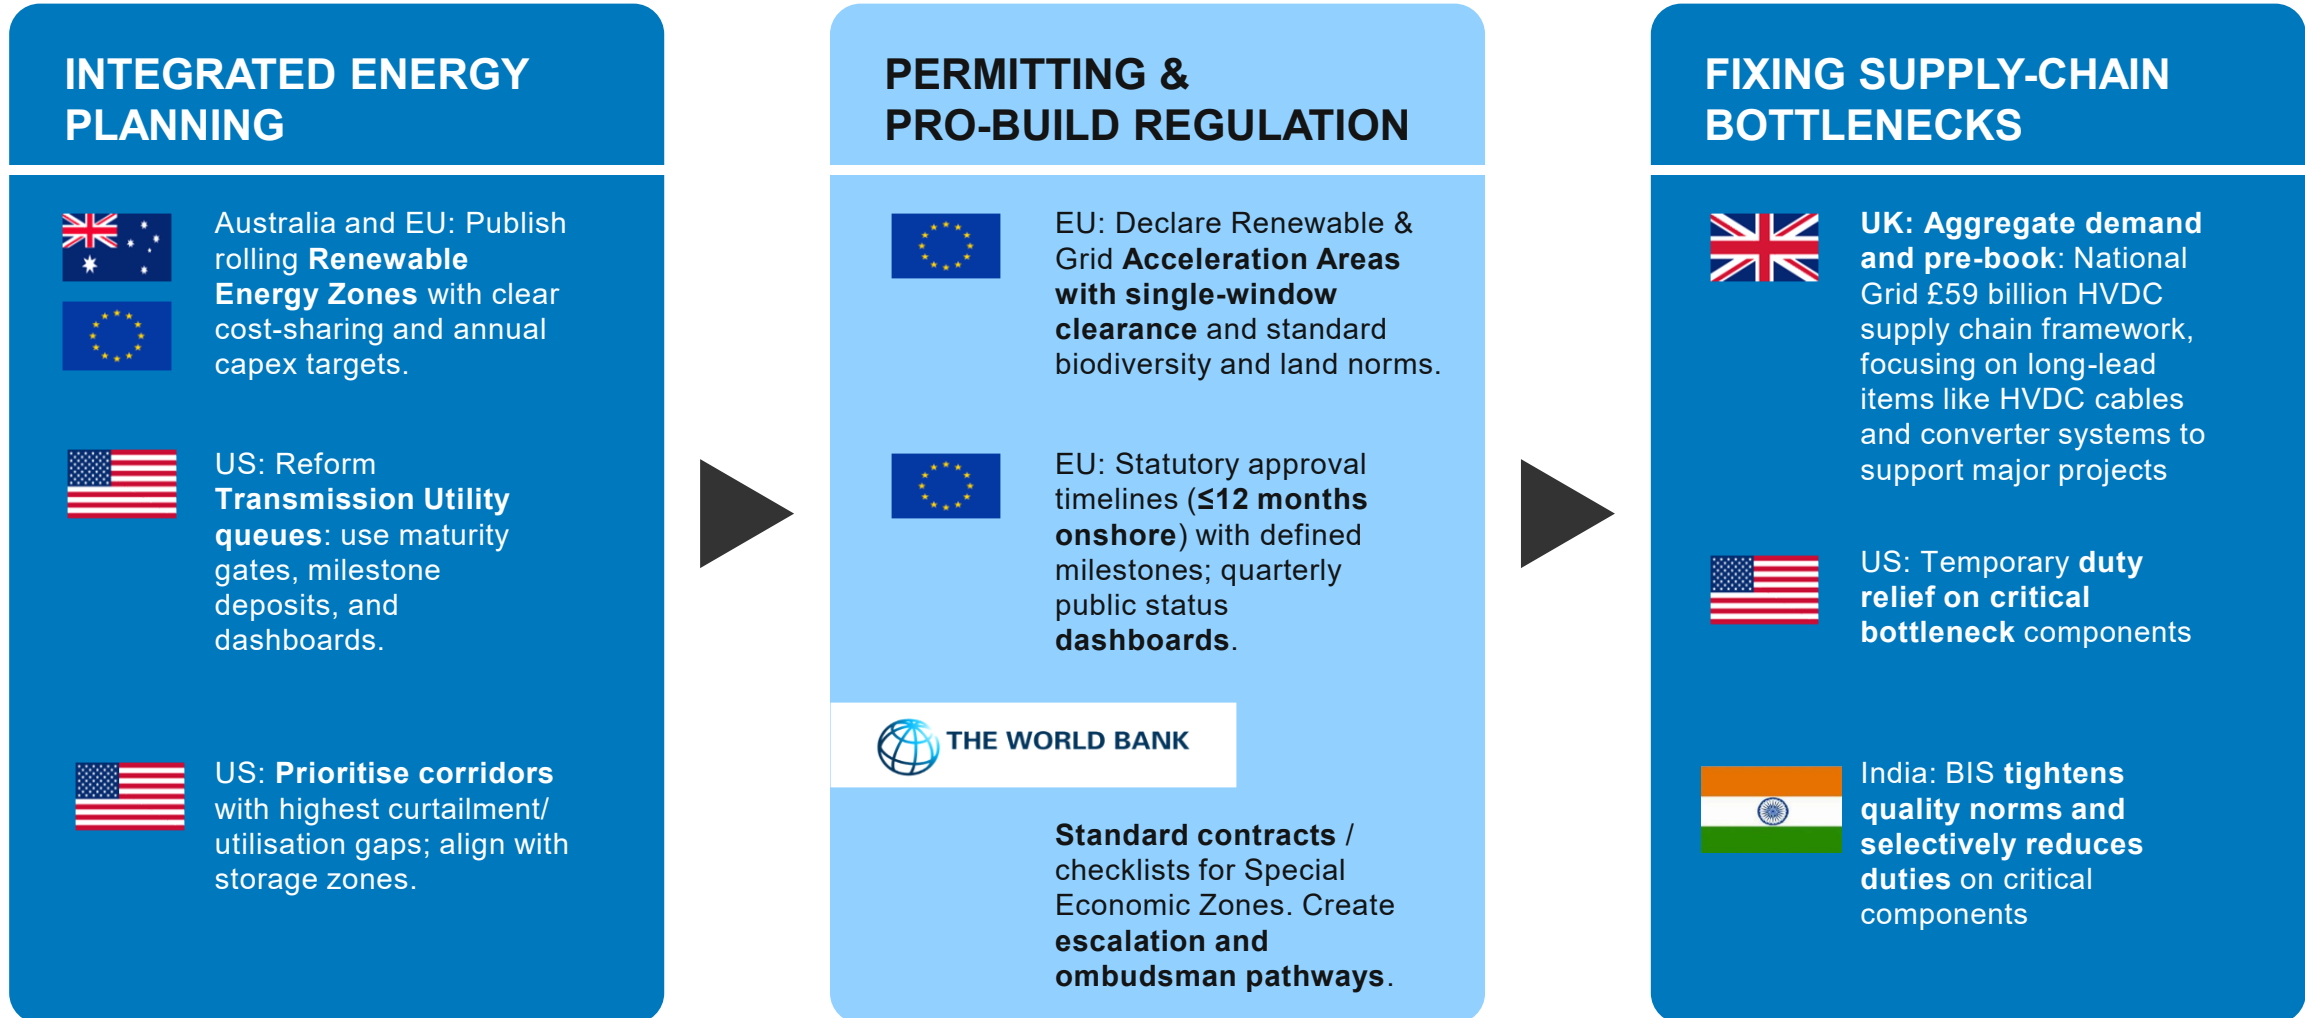 INTEGRATED ENERGY
PLANNING
Australia and EU: Publish
rolling Renewable
Energy Zones with clear
cost-sharing and annual
capex targets.
US: Reform
Transmission Utility
queues: use maturity
gates, milestone
deposits, and
dashboards.
US: Prioritise corridors
with highest curtailment/
utilisation gaps; align with
storage zones.
PERMITTING &
PRO-BUILD REGULATION
EU: Declare Renewable &
Grid Acceleration Areas
with single-window
clearance and standard
biodiversity and land norms.
EU: Statutory approval
timelines (≤12 months
onshore) with defined
milestones; quarterly
public status
dashboards.
THE WORLD BANK
Standard contracts /
checklists for Special
Economic Zones. Create
escalation and
ombudsman pathways.
FIXING SUPPLY-CHAIN
BOTTLENECKS
UK: Aggregate demand
and pre-book: National
Grid £59 billion HVDC
supply chain framework,
focusing on long-lead
items like HVDC cables
and converter systems to
support major projects
US: Temporary duty
relief on critical
bottleneck components
India: BIS tightens
quality norms and
selectively reduces
duties on critical
components